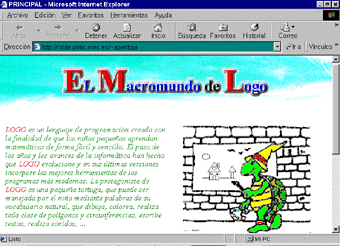 PRINCIPAL - Microsoft Internet Explorer
Archivo Edición Ver Favoritos Herramientas Ayuda
Atrás Adelante Detener Actualizar Inicio Búsqueda Favoritos Historial Correo
Dirección Ir a Vínculos
EL Macromundo de Logo
LOGO es un lenguaje de programación creado con
la finalidad de que los niños pequeños aprendan
matemáticas de forma fácil y sencilla. El paso de
los años y los avances de la informática han hecho
que LOGO evolucione y en sus últimas versiones
incorpore las mejores herramientas de los
programas más modernos. La protagonista de
LOGO es una pequeña tortuga, que puede ser
manejada por el niño mediante palabras de su
vocabulario natural, que dibuja, colorea, realiza
toda clase de polígonos y circunferencias, escribe
textos, realiza sonidos, ...
Listo Mi PC